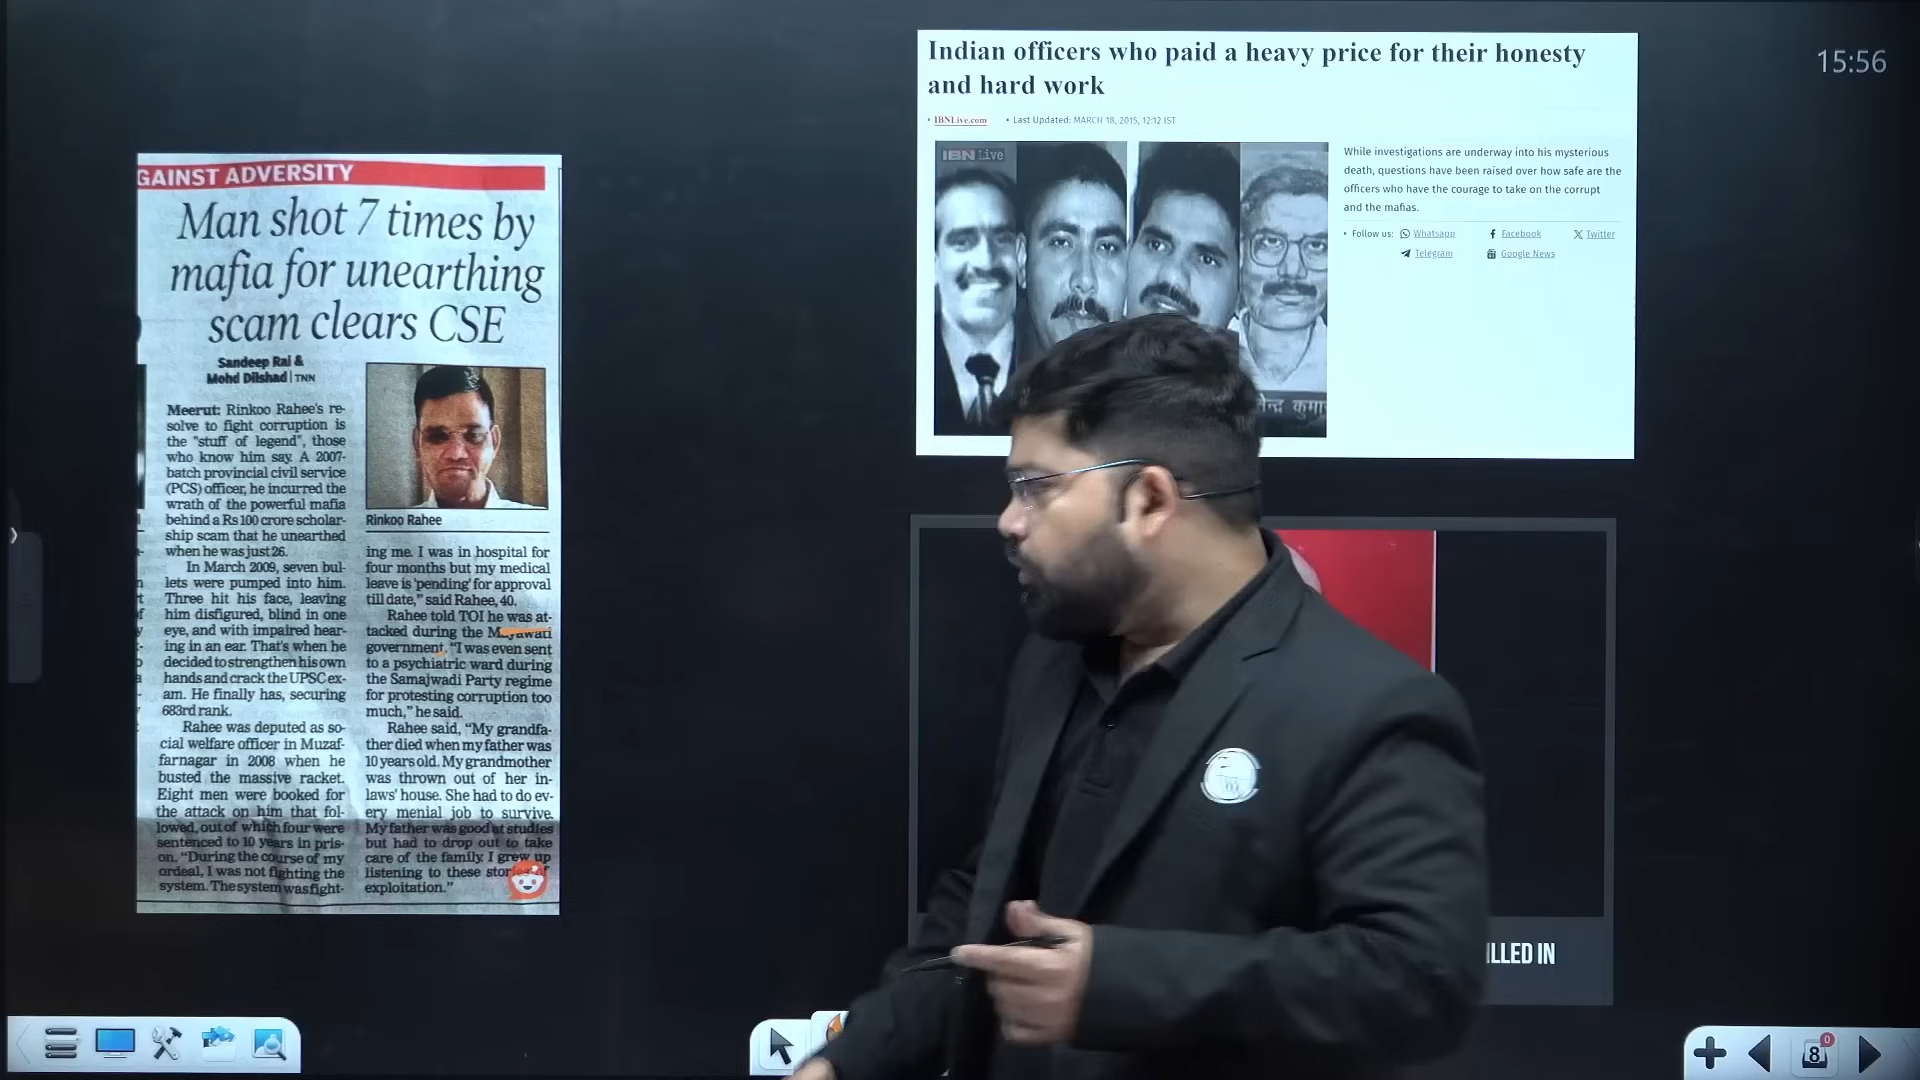 15:56
Indian officers who paid a heavy price for their honesty
and hard work
• IBNLive.com • Last Updated: MARCH 18, 2015, 12:12 IST
IBN Live
While investigations are underway into his mysterious
death, questions have been raised over how safe are the
officers who have the courage to take on the corrupt
and the mafias.
• Follow us: Whatsapp Facebook Twitter
Telegram Google News
GAINST ADVERSITY
Man shot 7 times by
mafia for unearthing
scam clears CSE
Sandeep Rai &
Mohd Dilshad | TNN
Meerut: Rinkoo Rahee's re-
solve to fight corruption is
the "stuff of legend", those
who know him say. A 2007-
batch provincial civil service
(PCS) officer, he incurred the
wrath of the powerful mafia
behind a Rs 100 crore scholar-
ship scam that he unearthed
when he was just 26.
In March 2009, seven bul-
lets were pumped into him.
Three hit his face, leaving
him disfigured, blind in one
eye, and with impaired hear-
ing in an ear. That's when he
decided to strengthen his own
hands and crack the UPSC ex-
am. He finally has, securing
683rd rank.
Rahee was deputed as so-
cial welfare officer in Muzaf-
farnagar in 2008 when he
busted the massive racket.
Eight men were booked for
the attack on him that fol-
lowed, out of which four were
sentenced to 10 years in pris-
on. "During the course of my
ordeal, I was not fighting the
system. The system was fight-
Rinkoo Rahee
ing me. I was in hospital for
four months but my medical
leave is 'pending' for approval
till date," said Rahee, 40.
Rahee told TOI he was at-
tacked during the Mayawati
government. "I was even sent
to a psychiatric ward during
the Samajwadi Party regime
for protesting corruption too
much," he said.
Rahee said, "My grandfa-
ther died when my father was
10 years old. My grandmother
was thrown out of her in-
laws' house. She had to do ev-
ery menial job to survive.
My father was good at studies
but had to drop out to take
care of the family. I grew up
listening to these stories of
exploitation."
ILLED IN
8
0